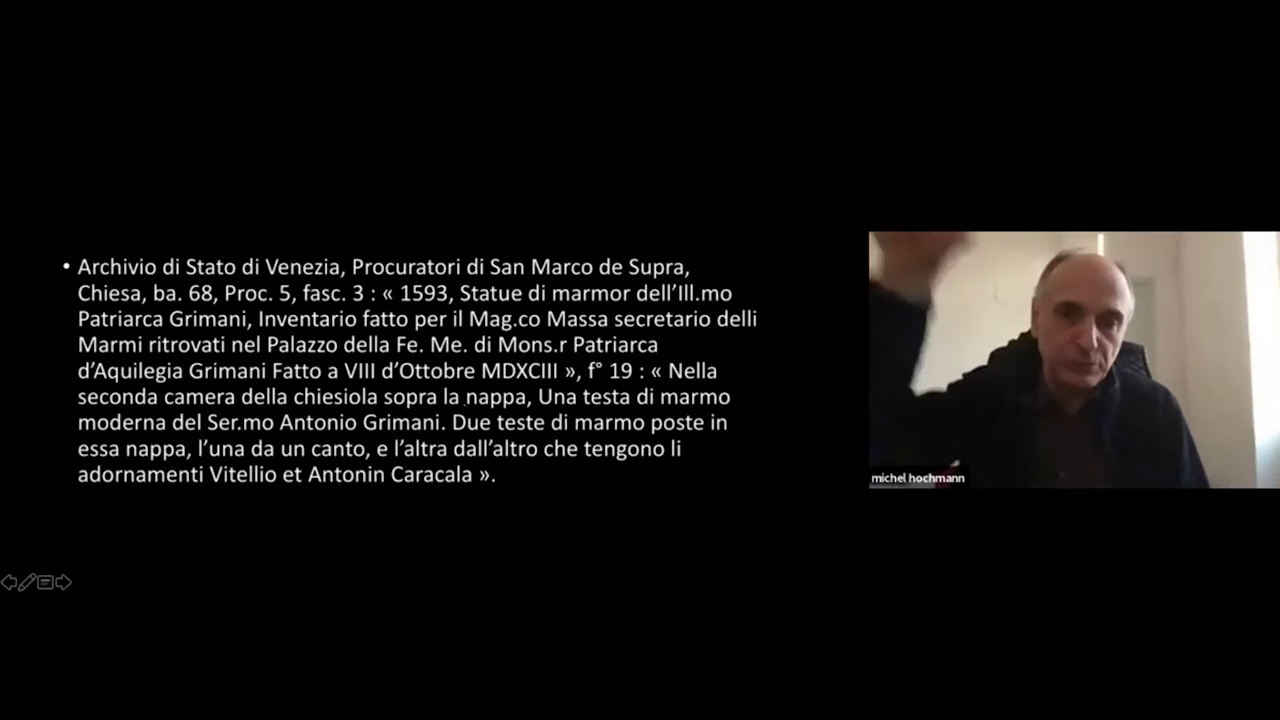 • Archivio di Stato di Venezia, Procuratori di San Marco de Supra,
Chiesa, ba. 68, Proc. 5, fasc. 3 : « 1593, Statue di marmor dell’Ill.mo
Patriarca Grimani, Inventario fatto per il Mag.co Massa secretario delli
Marmi ritrovati nel Palazzo della Fe. Me. di Mons.r Patriarca
d’Aquilegia Grimani Fatto a VIII d’Ottobre MDXCIII », f° 19 : « Nella
seconda camera della chiesiola sopra la nappa, Una testa di marmo
moderna del Ser.mo Antonio Grimani. Due teste di marmo poste in
essa nappa, l’una da un canto, e l’altra dall’altro che tengono li
adornamenti Vitellio et Antonin Caracala ».
michel hochmann